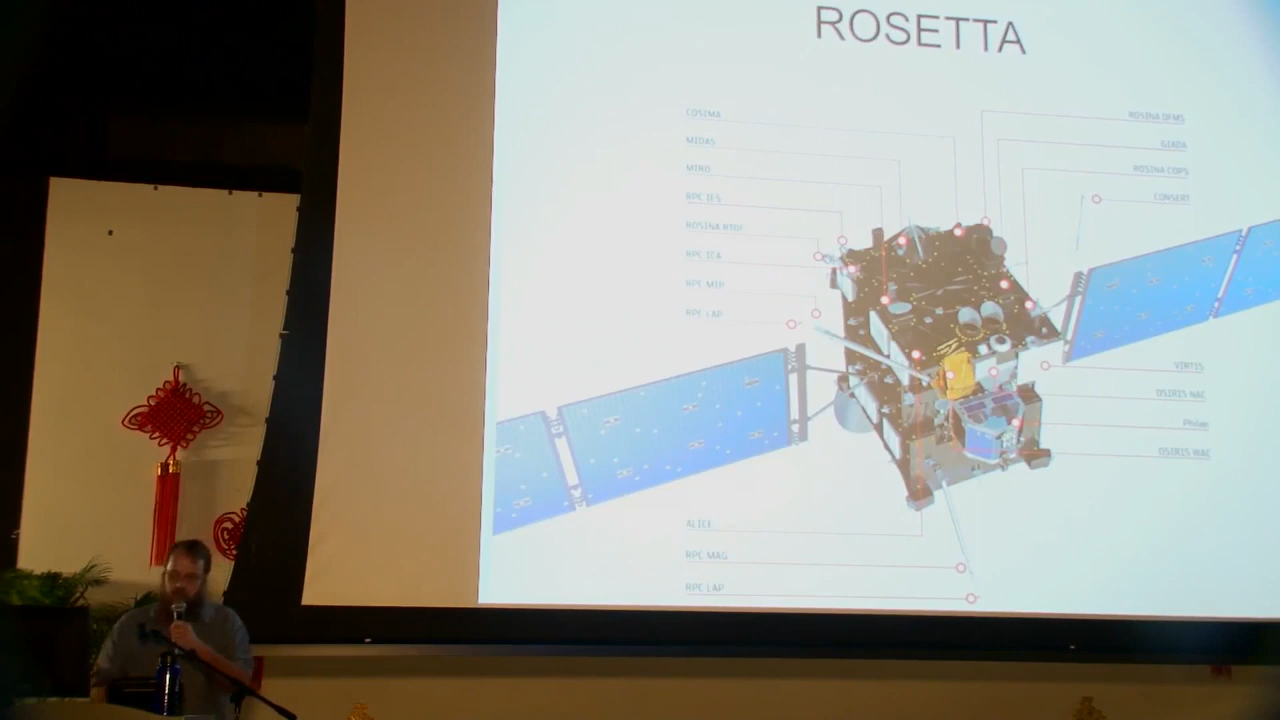 ROSETTA
COSIMA
MIDAS
MIRO
RPC IES
ROSINA RTOF
RPC ICA
RPC MIP
RPC LAP
ROSINA DFMS
GIADA
ROSINA COPS
CONSERT
VIRTIS
OSIRIS NAC
Philae
OSIRIS WAC
ALICE
RPC MAG
RPC LAP